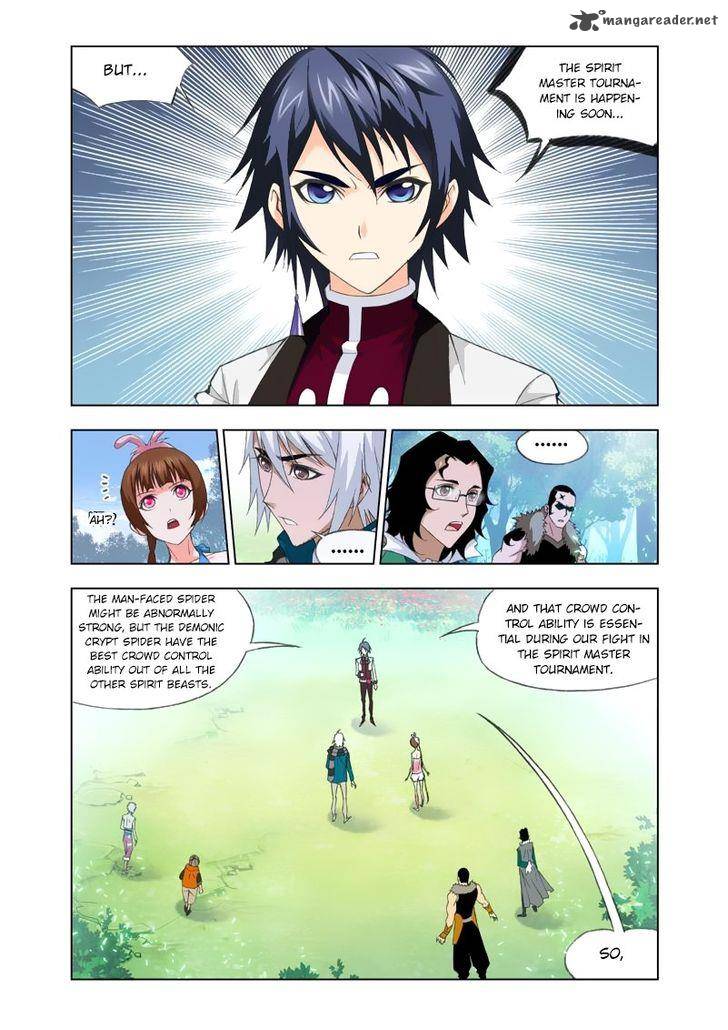 mangareader.net
BUT...
THE SPIRIT
MASTER TOURNA-
MENT IS HAPPEN-
ING SOON...
AH?!
......
......
THE MAN-FACED SPIDER
MIGHT BE ABNORMALLY
STRONG, BUT THE DEMONIC
CRYPT SPIDER HAVE THE
BEST CROWD CONTROL
ABILITY OUT OF ALL THE
OTHER SPIRIT BEASTS.
AND THAT CROWD CON-
TROL ABILITY IS ESSEN-
TIAL DURING OUR FIGHT IN
THE SPIRIT MASTER
TOURNAMENT.
SO,